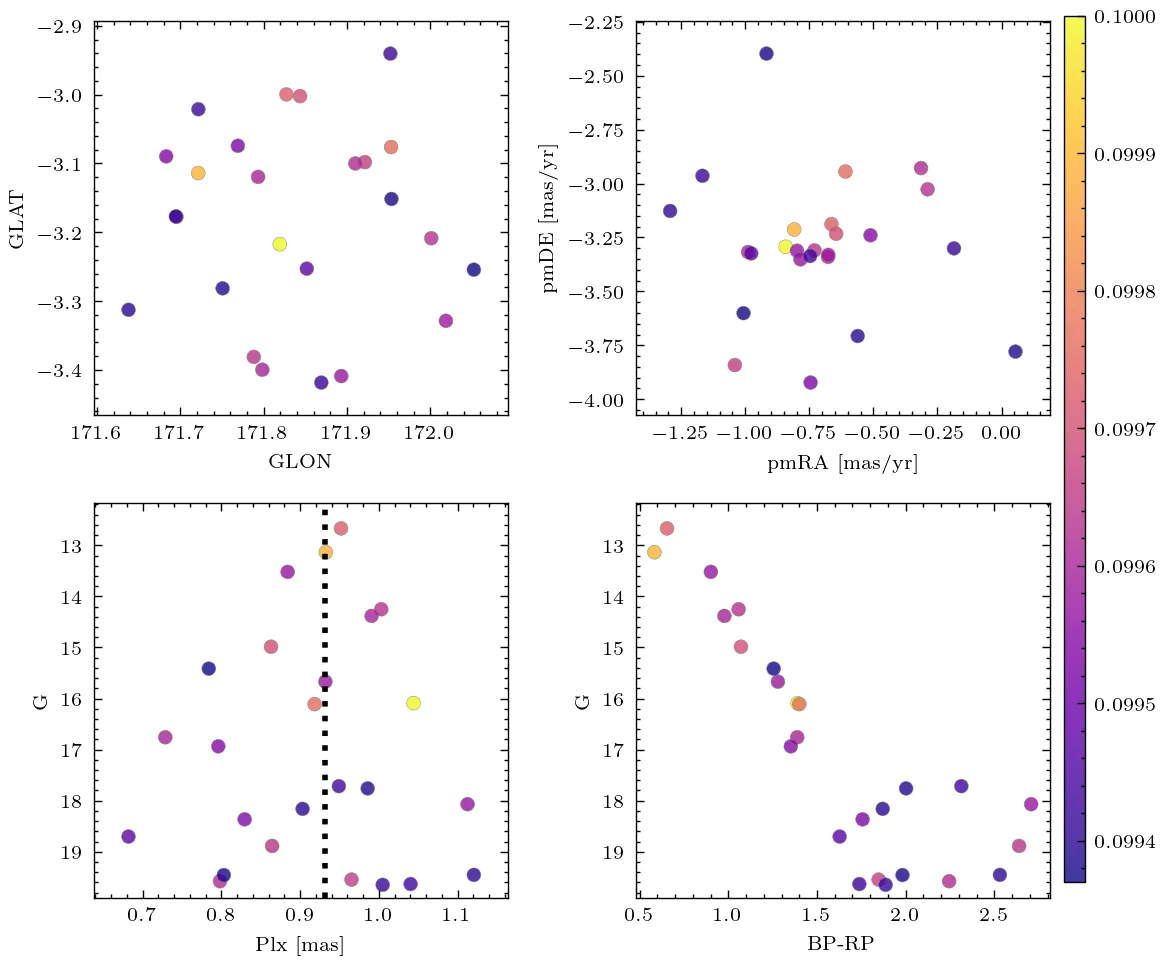 −2.9
−3.0
−3.1
−3.2
−3.3
−3.4
GLAT
171.6 171.7 171.8 171.9 172.0
GLON
−2.25
−2.50
−2.75
−3.00
−3.25
−3.50
−3.75
−4.00
pmDE [mas/yr]
−1.25 −1.00 −0.75 −0.50 −0.25 0.00
pmRA [mas/yr]
13
14
15
16
17
18
19
G
0.7 0.8 0.9 1.0 1.1
Plx [mas]
13
14
15
16
17
18
19
G
0.5 1.0 1.5 2.0 2.5
BP-RP
0.1000
0.0999
0.0998
0.0997
0.0996
0.0995
0.0994